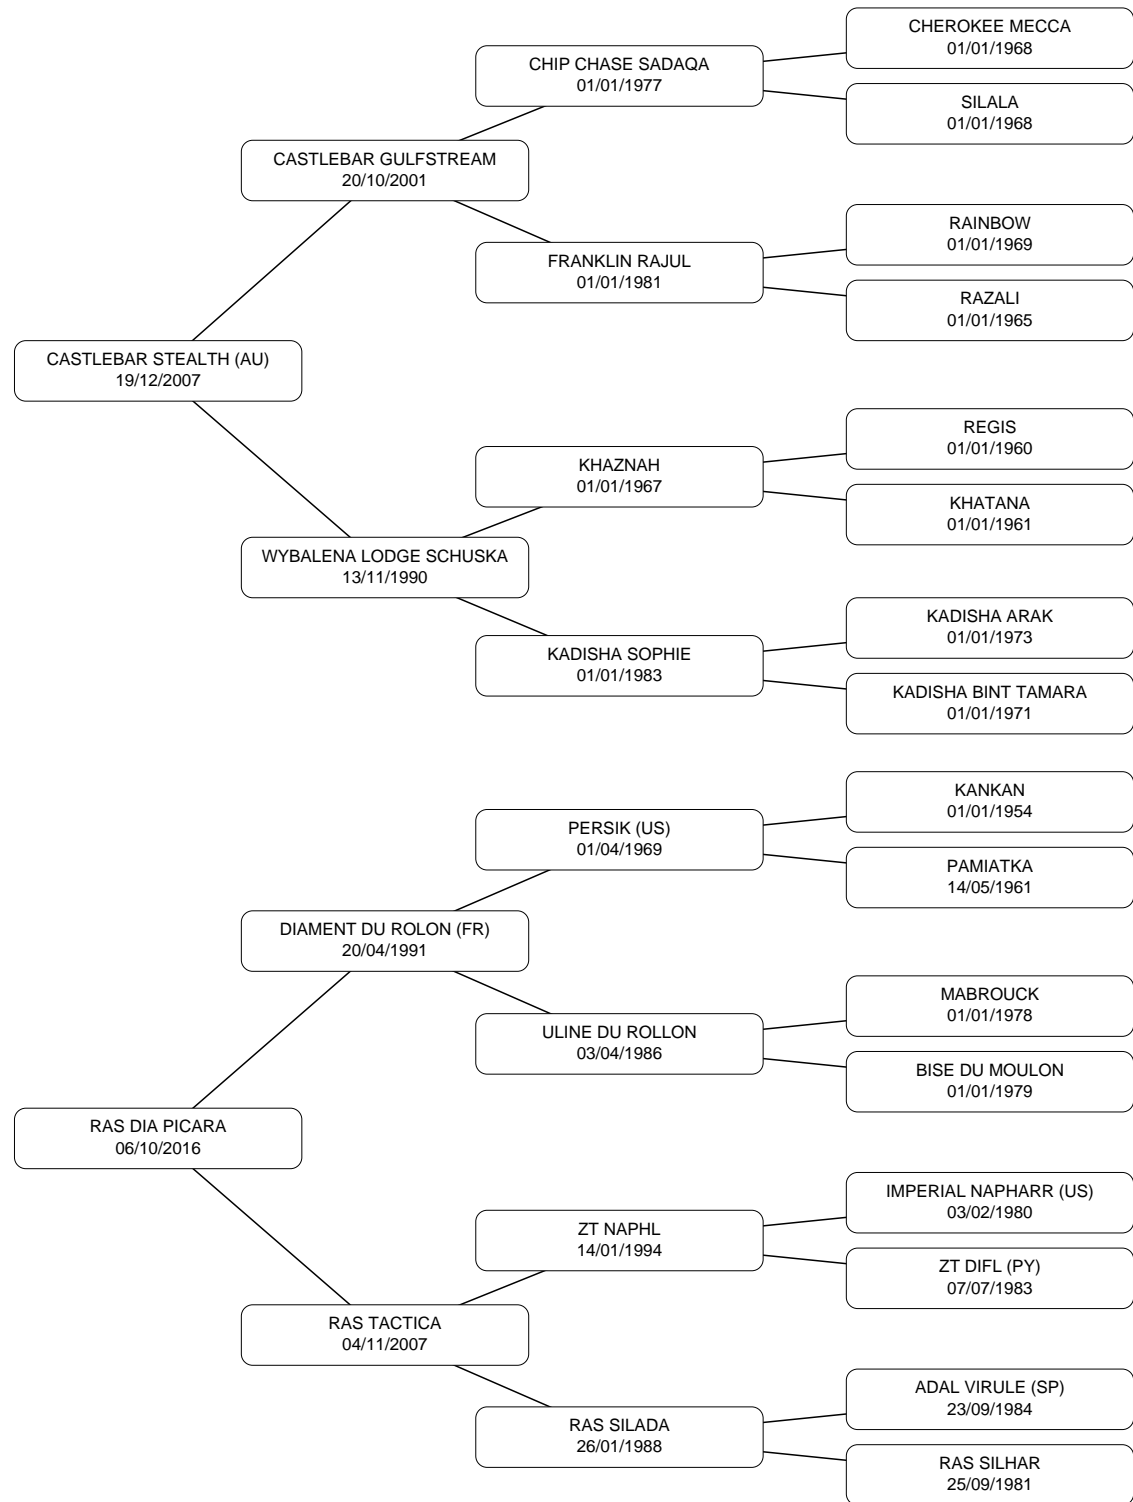 CHEROKEE MECCA
01/01/1968
CHIP CHASE SADAQA
01/01/1977
SILALA
01/01/1968
CASTLEBAR GULFSTREAM
20/10/2001
RAINBOW
01/01/1969
FRANKLIN RAJUL
01/01/1981
RAZALI
01/01/1965
CASTLEBAR STEALTH (AU)
19/12/2007
REGIS
01/01/1960
KHAZNAH
01/01/1967
KHATANA
01/01/1961
WYBALENA LODGE SCHUSKA
13/11/1990
KADISHA ARAK
01/01/1973
KADISHA SOPHIE
01/01/1983
KADISHA BINT TAMARA
01/01/1971
KANKAN
01/01/1954
PERSIK (US)
01/04/1969
PAMIATKA
14/05/1961
DIAMENT DU ROLON (FR)
20/04/1991
MABROUCK
01/01/1978
ULINE DU ROLLON
03/04/1986
BISE DU MOULON
01/01/1979
RAS DIA PICARA
06/10/2016
IMPERIAL NAPHARR (US)
03/02/1980
ZT NAPHL
14/01/1994
ZT DIFL (PY)
07/07/1983
RAS TACTICA
04/11/2007
ADAL VIRULE (SP)
23/09/1984
RAS SILADA
26/01/1988
RAS SILHAR
25/09/1981